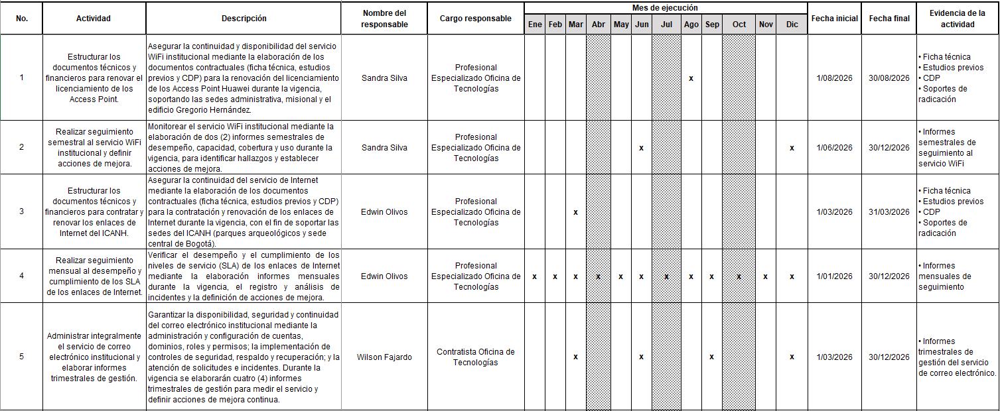 No.
Actividad
Descripción
Nombre del
responsable
Cargo responsable
Mes de ejecución
Ene Feb Mar Abr May Jun Jul Ago Sep Oct Nov Dic
Fecha inicial
Fecha final
Evidencia de la
actividad
1
Estructurar los
documentos técnicos y
financieros para renovar el
licenciamiento de los
Access Point.
Asegurar la continuidad y disponibilidad del servicio
WiFi institucional mediante la elaboración de los
documentos contractuales (ficha técnica, estudios
previos y CDP) para la renovación del licenciamiento
de los Access Point Huawei durante la vigencia,
soportando las sedes administrativa, misional y el
edificio Gregorio Hernández.
Sandra Silva
Profesional
Especializado Oficina de
Tecnologías
x
1/08/2026
30/08/2026
• Ficha técnica
• Estudios previos
• CDP
• Soportes de
radicación
2
Realizar seguimiento
semestral al servicio WiFi
institucional y definir
acciones de mejora.
Monitorear el servicio WiFi institucional mediante la
elaboración de dos (2) informes semestrales de
desempeño, capacidad, cobertura y uso durante la
vigencia, para identificar hallazgos y establecer
acciones de mejora.
Sandra Silva
Profesional
Especializado Oficina de
Tecnologías
x x
1/06/2026
30/12/2026
• Informes
semestrales de
seguimiento al
servicio WiFi
3
Estructurar los
documentos técnicos y
financieros para contratar y
renovar los enlaces de
Internet del ICANH.
Asegurar la continuidad del servicio de Internet
mediante la elaboración de los documentos
contractuales (ficha técnica, estudios previos y CDP)
para la contratación y renovación de los enlaces de
Internet durante la vigencia, con el fin de soportar las
sedes del ICANH (parques arqueológicos y sede
central de Bogotá).
Edwin Olivos
Profesional
Especializado Oficina de
Tecnologías
x
1/03/2026
31/03/2026
• Ficha técnica
• Estudios previos
• CDP
• Soportes de
radicación
4
Realizar seguimiento
mensual al desempeño y
cumplimiento de los SLA
de los enlaces de Internet.
Verificar el desempeño y el cumplimiento de los
niveles de servicio (SLA) de los enlaces de Internet
mediante la elaboración informes mensuales
durante la vigencia, el registro y análisis de
incidentes y la definición de acciones de mejora.
Edwin Olivos
Profesional
Especializado Oficina de
Tecnologías
x x x x x x x x x x x x
1/01/2026
30/12/2026
• Informes
mensuales de
seguimiento
5
Administrar integralmente
el servicio de correo
electrónico institucional y
elaborar informes
trimestrales de gestión.
Garantizar la disponibilidad, seguridad y continuidad
del correo electrónico institucional mediante la
administración y configuración de cuentas,
dominios, roles y permisos; la implementación de
controles de seguridad, respaldo y recuperación; y la
atención de solicitudes e incidentes. Durante la
vigencia se elaborarán cuatro (4) informes
trimestrales de gestión para medir el servicio y
definir acciones de mejora continua.
Wilson Fajardo
Contratista Oficina de
Tecnologías
x x x x
1/03/2026
30/12/2026
• Informes
trimestrales de
gestión del servicio
de correo electrónico.